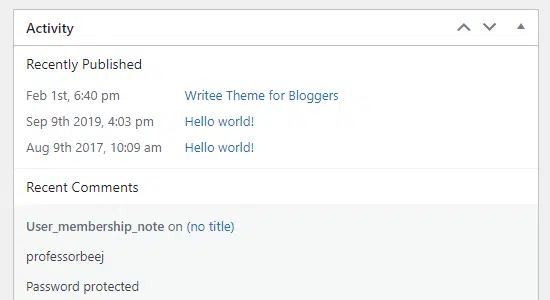 Activity
Recently Published
Feb 1st, 6:40 pm Writee Theme for Bloggers
Sep 9th 2019, 4:03 pm Hello world!
Aug 9th 2017, 10:09 am Hello world!
Recent Comments
User_membership_note on (no title)
professorbeej
Password protected